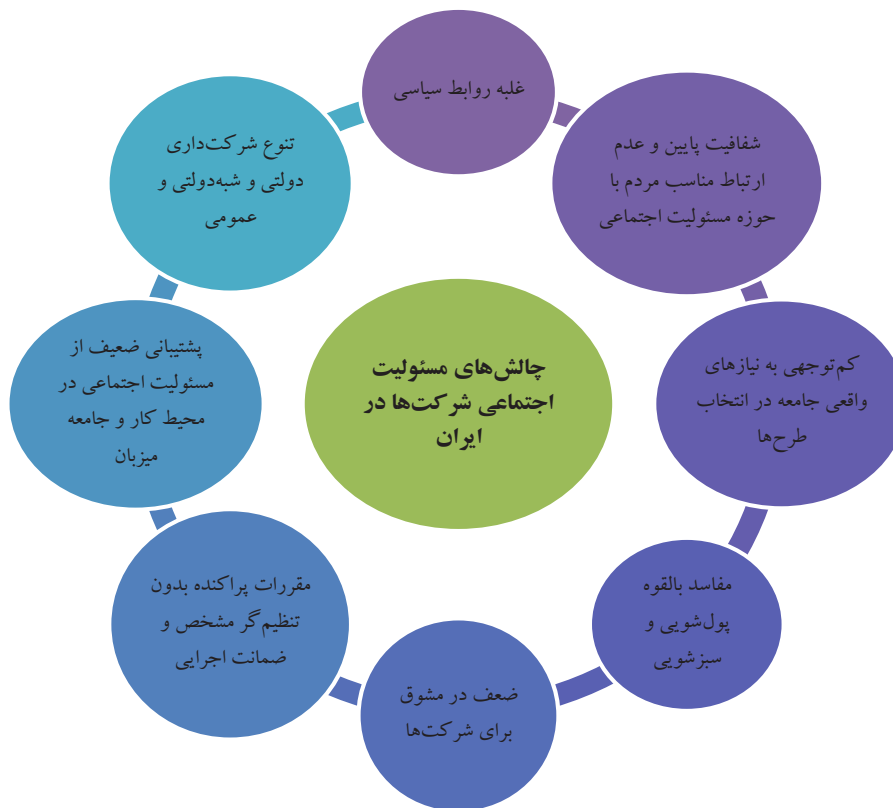 غلبه روابط سیاسی
شفافیت پایین و عدم
ارتباط مناسب مردم با
حوزه مسئولیت اجتماعی
کم‌توجهی به نیازهای
واقعی جامعه در انتخاب
طرح‌ها
مفاسد بالقوه
پول‌شویی و
سبزشویی
ضعف در مشوق
برای شرکت‌ها
مقررات پراکنده بدون
تنظیم‌گر مشخص و
ضمانت اجرایی
پشتیبانی ضعیف از
مسئولیت اجتماعی در
محیط کار و جامعه
میزبان
تنوع شرکت‌داری
دولتی و شبه‌دولتی و
عمومی
چالش‌های مسئولیت
اجتماعی شرکت‌ها در
ایران